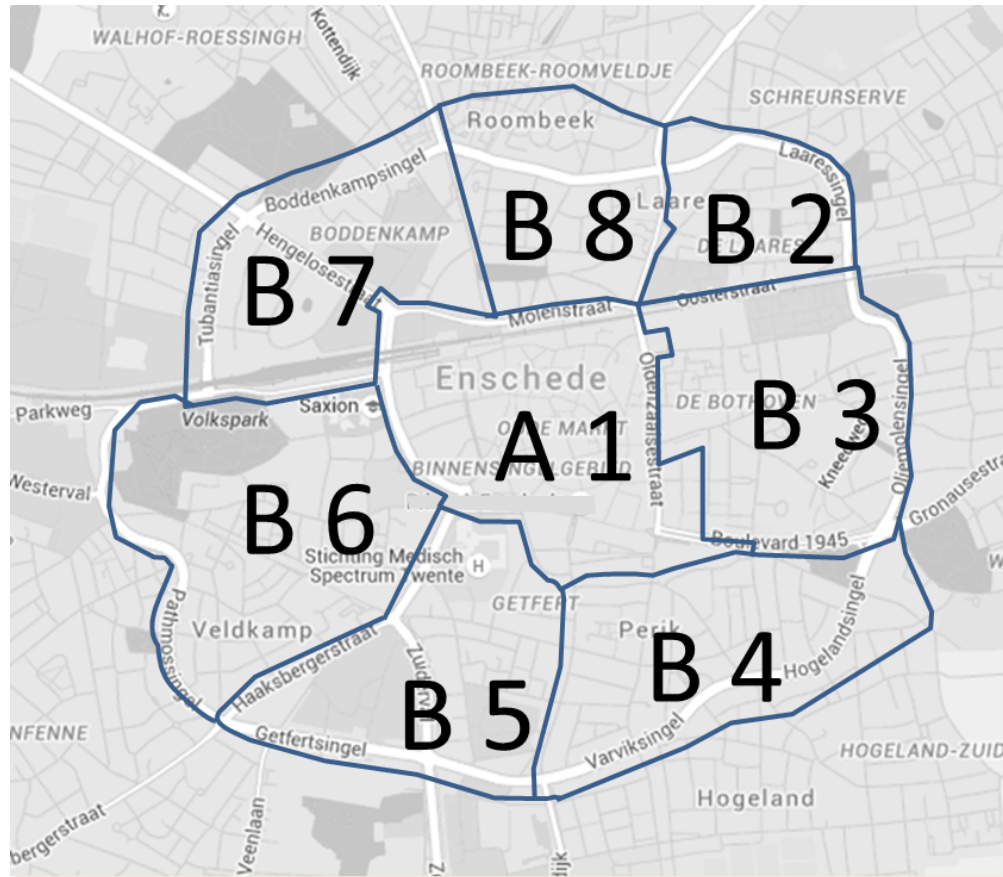 WALHOF-ROESSINGH
Kottendijk
ROOMBEEK-ROOMVELDJE
SCHREURSERVE
Roombeek
Laaressingel
Boddenkampsingel
Laare
B 8
B 2
DE LAARES
BODDENKAMP
Hengelosestraat
Tubantiasingel
B 7
Oosterstraat
Molenstraat
Enschede
Oldenzaalsestraat
DE BOTHOVEN
B 3
Kneedweg
Oliemolensingel
Parkweg
Volkspark
Saxion
A 1
OUDE MARKT
BINNENSINGELGEBIED
Westerval
Gronausestra
B 6
Boulevard 1945
Stichting Medisch
Spectrum Twente
H
W
GETFERT
Pathmossingel
Veldkamp
Perik
Hogelandsingel
B 4
Haaksbergerstraat
Zuiderva
B 5
NFENNE
Getfertsingel
Varviksingel
HOGELAND-ZUID
Hogeland
bergerstraat
Veenlaan
Z
dijk